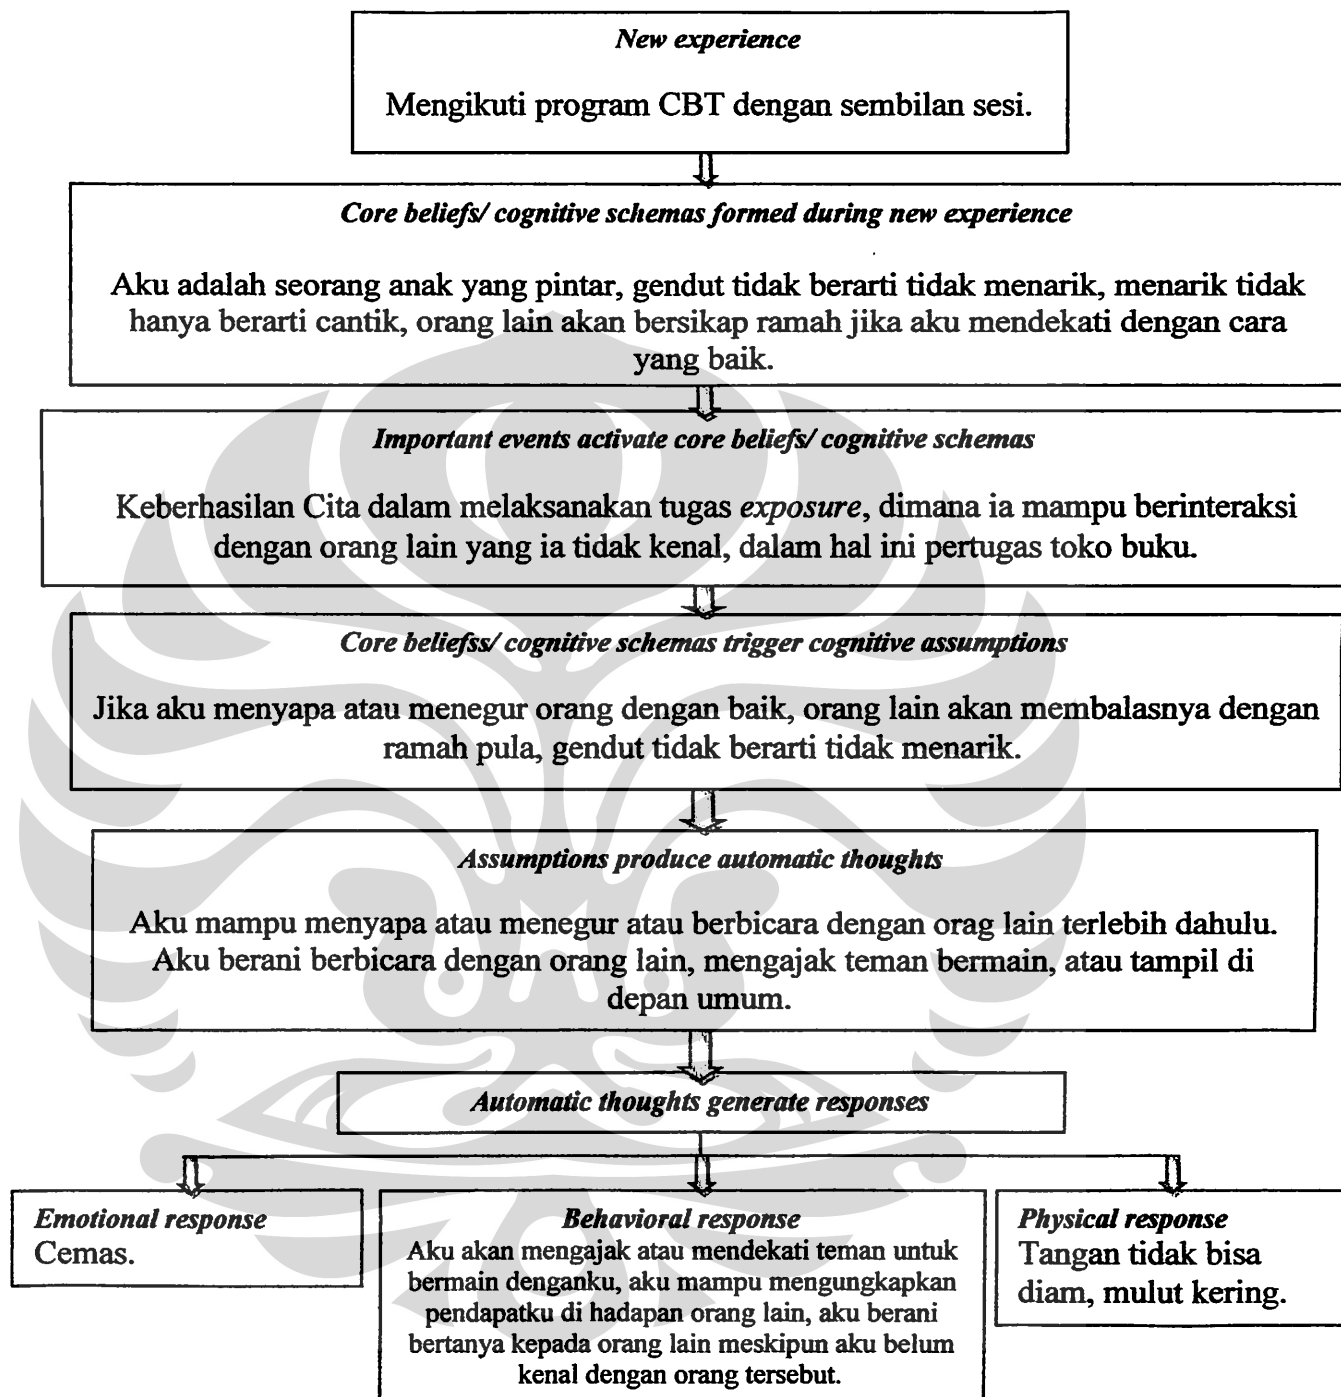 New experience
Mengikuti program CBT dengan sembilan sesi.
Core beliefs/ cognitive schemas formed during new experience
Aku adalah seorang anak yang pintar, gendut tidak berarti tidak menarik, menarik tidak
hanya berarti cantik, orang lain akan bersikap ramah jika aku mendekati dengan cara
yang baik.
Important events activate core beliefs/ cognitive schemas
Keberhasilan Cita dalam melaksanakan tugas exposure, dimana ia mampu berinteraksi
dengan orang lain yang ia tidak kenal, dalam hal ini pertugas toko buku.
Core beliefss/ cognitive schemas trigger cognitive assumptions
Jika aku menyapa atau menegur orang dengan baik, orang lain akan membalasnya dengan
ramah pula, gendut tidak berarti tidak menarik.
Assumptions produce automatic thoughts
Aku mampu menyapa atau menegur atau berbicara dengan orag lain terlebih dahulu.
Aku berani berbicara dengan orang lain, mengajak teman bermain, atau tampil di
depan umum.
Automatic thoughts generate responses
Emotional response
Cemas.
Behavioral response
Aku akan mengajak atau mendekati teman untuk
bermain denganku, aku mampu mengungkapkan
pendapatku di hadapan orang lain, aku berani
bertanya kepada orang lain meskipun aku belum
kenal dengan orang tersebut.
Physical response
Tangan tidak bisa
diam, mulut kering.